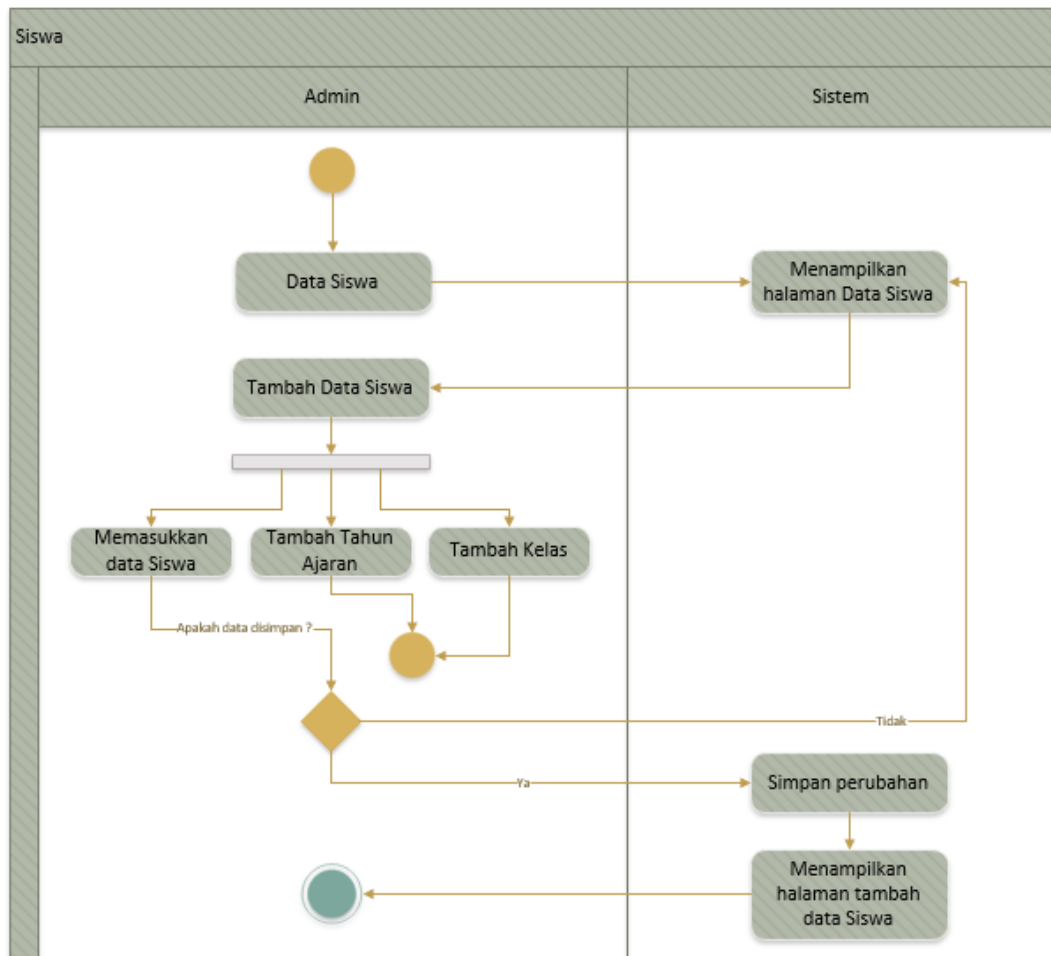 Siswa
Admin
Sistem
Data Siswa
Menampilkan
halaman Data Siswa
Tambah Data Siswa
Memasukkan
data Siswa
Tambah Tahun
Ajaran
Tambah Kelas
Apakah data disimpan ?
Tidak
Ya
Simpan perubahan
Menampilkan
halaman tambah
data Siswa